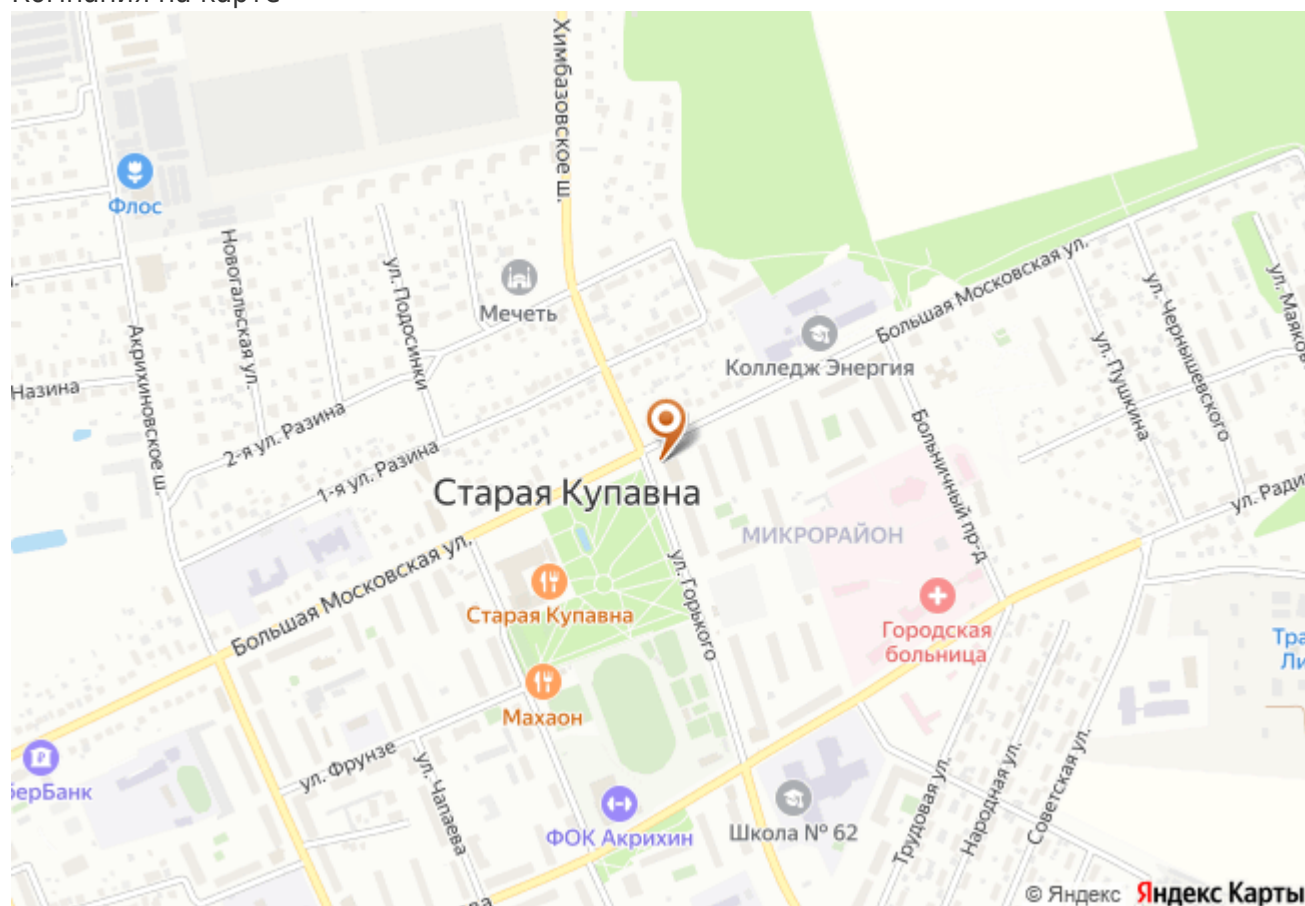 Компания на карте
Химбазовское ш.
Флос
Новогальская ул.
ул. Подосинки
Мечеть
Большая Московская ул.
Колледж Энергия
ул. Пушкина
ул. Чернышевского
Назина
Акрихиновское ш.
2-я ул. Разина
1-я ул. Разина
Старая Купавна
Больничный пр-д
МИКРОРАЙОН
ул. Горького
Большая Московская ул.
Старая Купавна
Городская
больница
Махаон
ул. Фрунзе
ул. Чапаева
ФОК Акрихин
Школа № 62
Трудовая ул.
Народная ул.
Советская ул.
© Яндекс Яндекс Карты